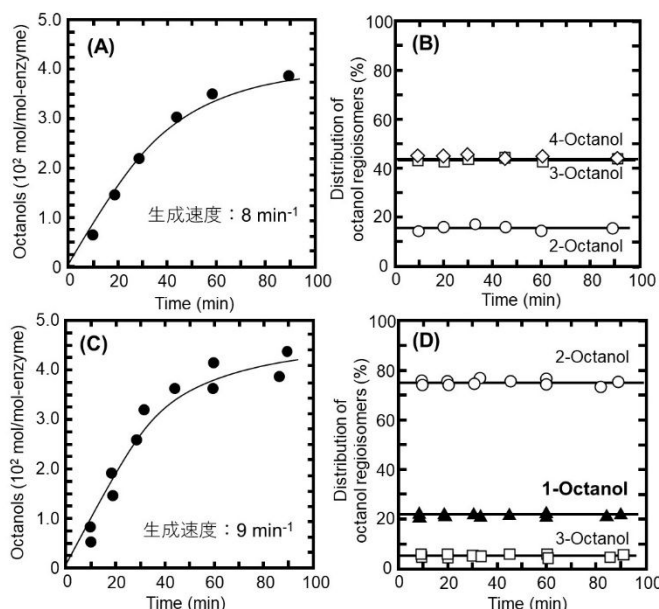 (A)
Octanols (10² mol/mol-enzyme)
5.0
4.0
3.0
2.0
1.0
0
生成速度：8 min⁻¹
0 20 40 60 80 100
Time (min)
(B)
Distribution of
octanol regioisomers (%)
100
80
60
40
20
0
4-Octanol
3-Octanol
2-Octanol
0 20 40 60 80 100
Time (min)
(C)
Octanols (10² mol/mol-enzyme)
5.0
4.0
3.0
2.0
1.0
0
生成速度：9 min⁻¹
0 20 40 60 80 100
Time (min)
(D)
Distribution of
octanol regioisomers (%)
100
80
60
40
20
0
2-Octanol
1-Octanol
3-Octanol
0 20 40 60 80 100
Time (min)